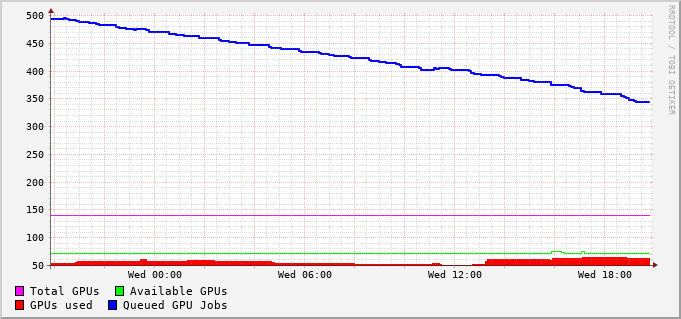 500
450
400
350
300
250
200
150
100
50
Wed 00:00 Wed 06:00 Wed 12:00 Wed 18:00
Total GPUs Available GPUs
GPUs used Queued GPU Jobs
RRDTOOL / TOBI OETIKER